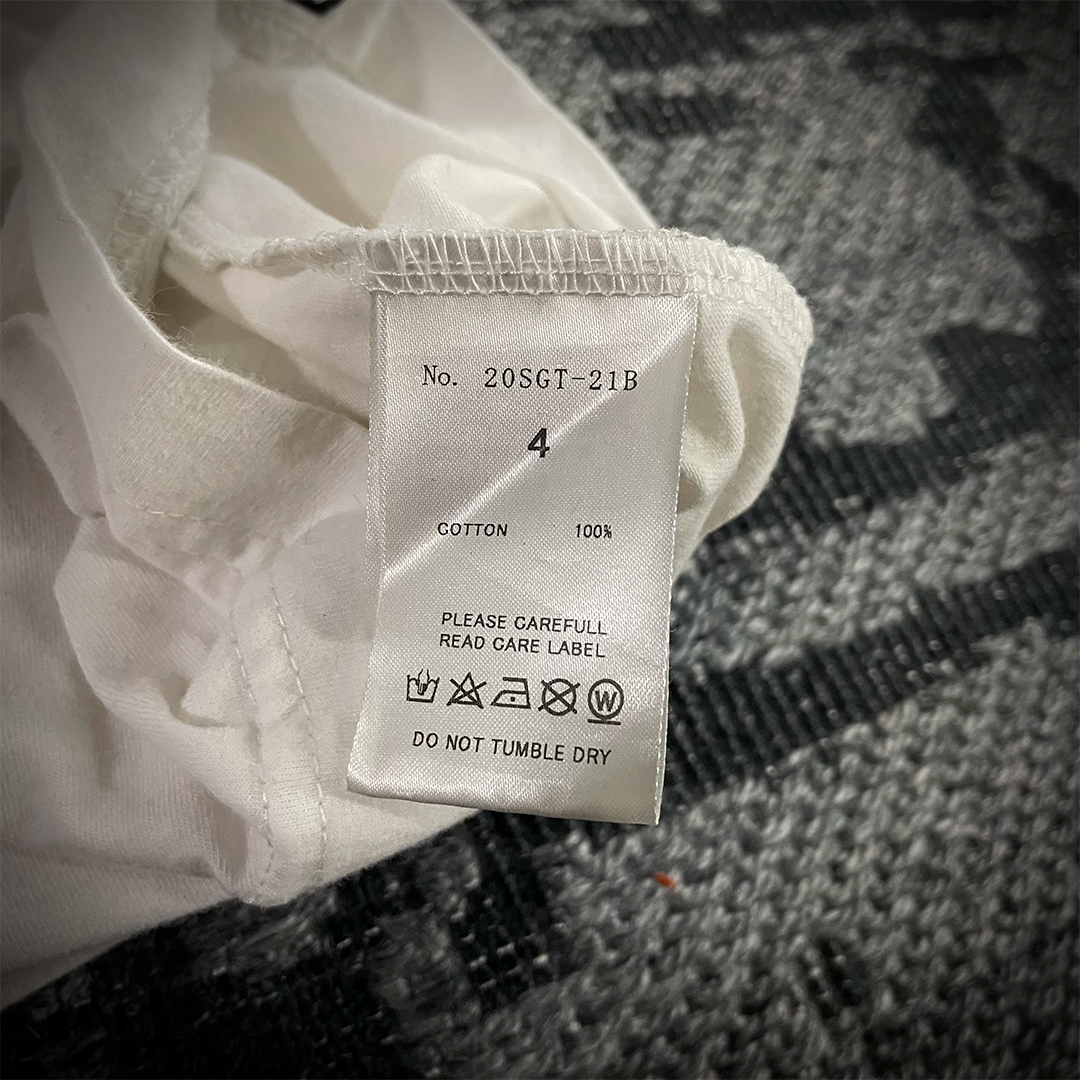 No. 20SGT-21B
4
COTTON 100%
PLEASE CAREFULL
READ CARE LABEL
W
DO NOT TUMBLE DRY